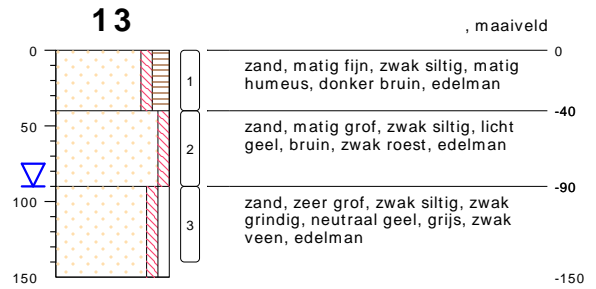 13
, maaiveld
0
0
1
zand, matig fijn, zwak siltig, matig
humeus, donker bruin, edelman
-40
50
2
zand, matig grof, zwak siltig, licht
geel, bruin, zwak roest, edelman
-90
100
3
zand, zeer grof, zwak siltig, zwak
grindig, neutraal geel, grijs, zwak
veen, edelman
150
-150